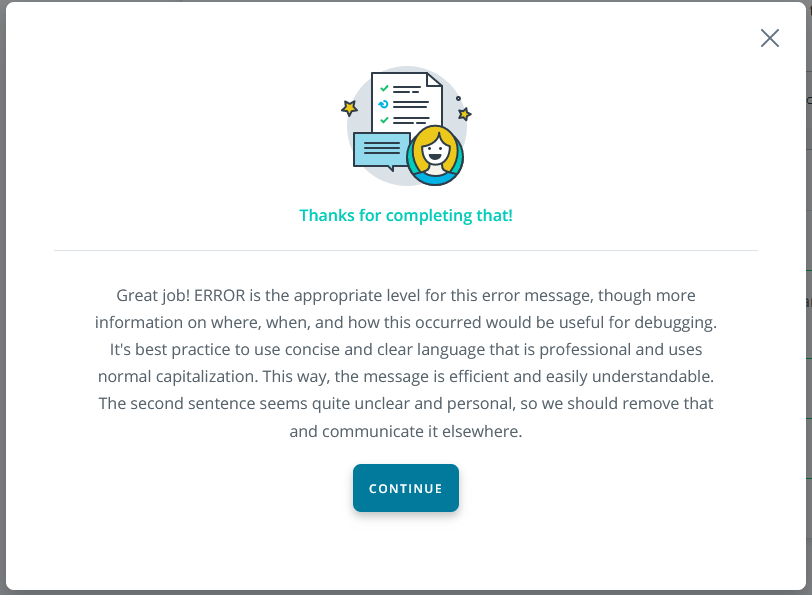 Thanks for completing that!
Great job! ERROR is the appropriate level for this error message, though more
information on where, when, and how this occurred would be useful for debugging.
It's best practice to use concise and clear language that is professional and uses
normal capitalization. This way, the message is efficient and easily understandable.
The second sentence seems quite unclear and personal, so we should remove that
and communicate it elsewhere.
CONTINUE